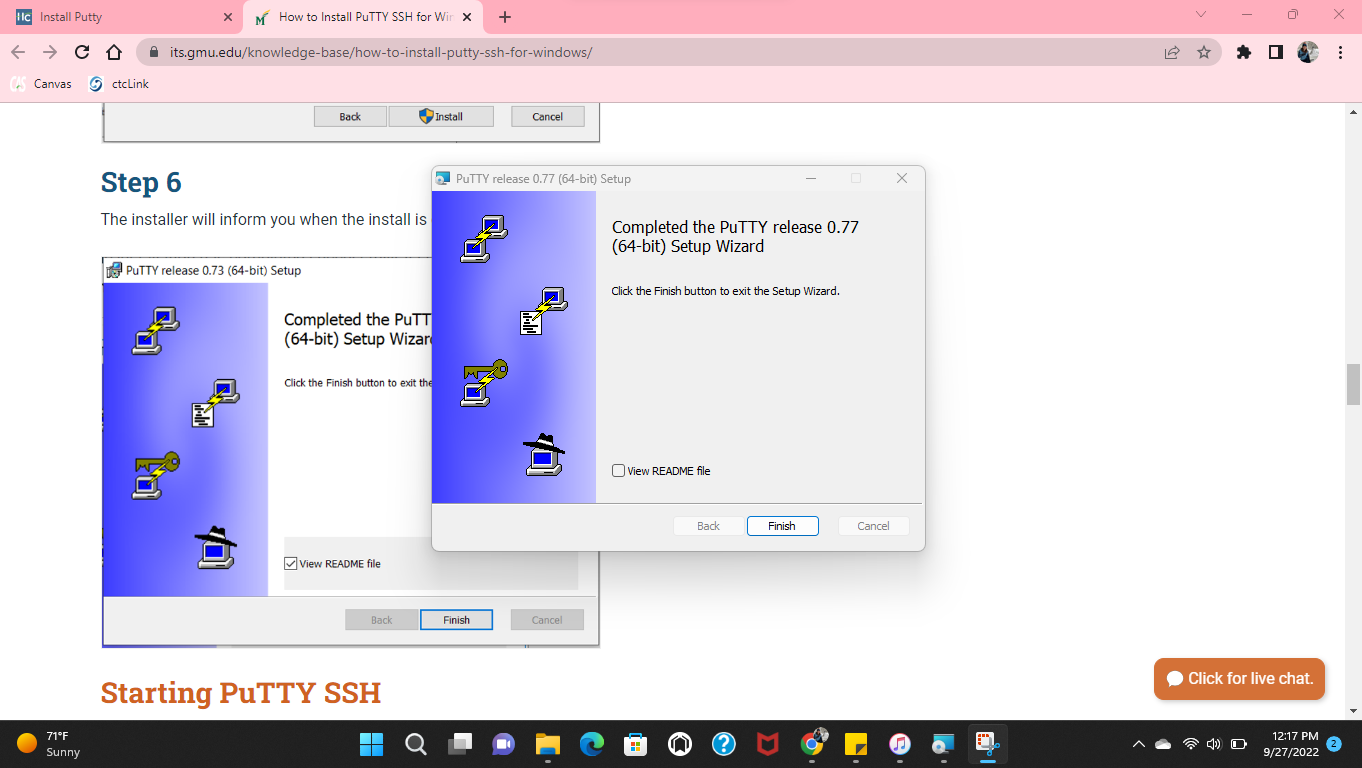 Install Putty
How to Install PuTTY SSH for Win
its.gmu.edu/knowledge-base/how-to-install-putty-ssh-for-windows/
Canvas
ctcLink
Back
Install
Cancel
Step 6
The installer will inform you when the install is
PuTTY release 0.73 (64-bit) Setup
Completed the PuTT
(64-bit) Setup Wizard
Click the Finish button to exit the
View README file
Back
Finish
Cancel
PuTTY release 0.77 (64-bit) Setup
Completed the PuTTY release 0.77
(64-bit) Setup Wizard
Click the Finish button to exit the Setup Wizard.
View README file
Back
Finish
Cancel
Starting PuTTY SSH
Click for live chat.
71°F
Sunny
12:17 PM
9/27/2022
2